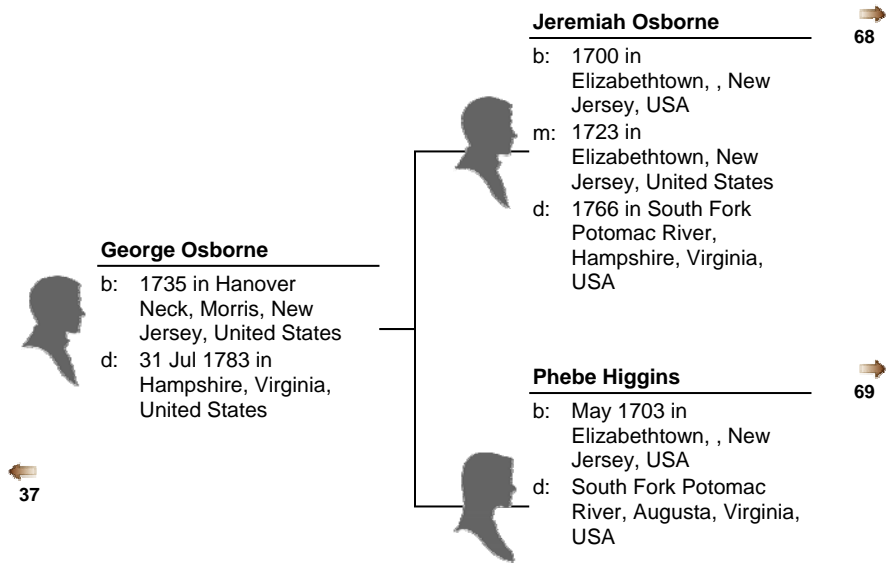 Jeremiah Osborne
b: 1700 in
Elizabethtown, , New
Jersey, USA
m: 1723 in
Elizabethtown, New
Jersey, United States
d: 1766 in South Fork
Potomac River,
Hampshire, Virginia,
USA
68
George Osborne
b: 1735 in Hanover
Neck, Morris, New
Jersey, United States
d: 31 Jul 1783 in
Hampshire, Virginia,
United States
37
Phebe Higgins
b: May 1703 in
Elizabethtown, , New
Jersey, USA
d: South Fork Potomac
River, Augusta, Virginia,
USA
69